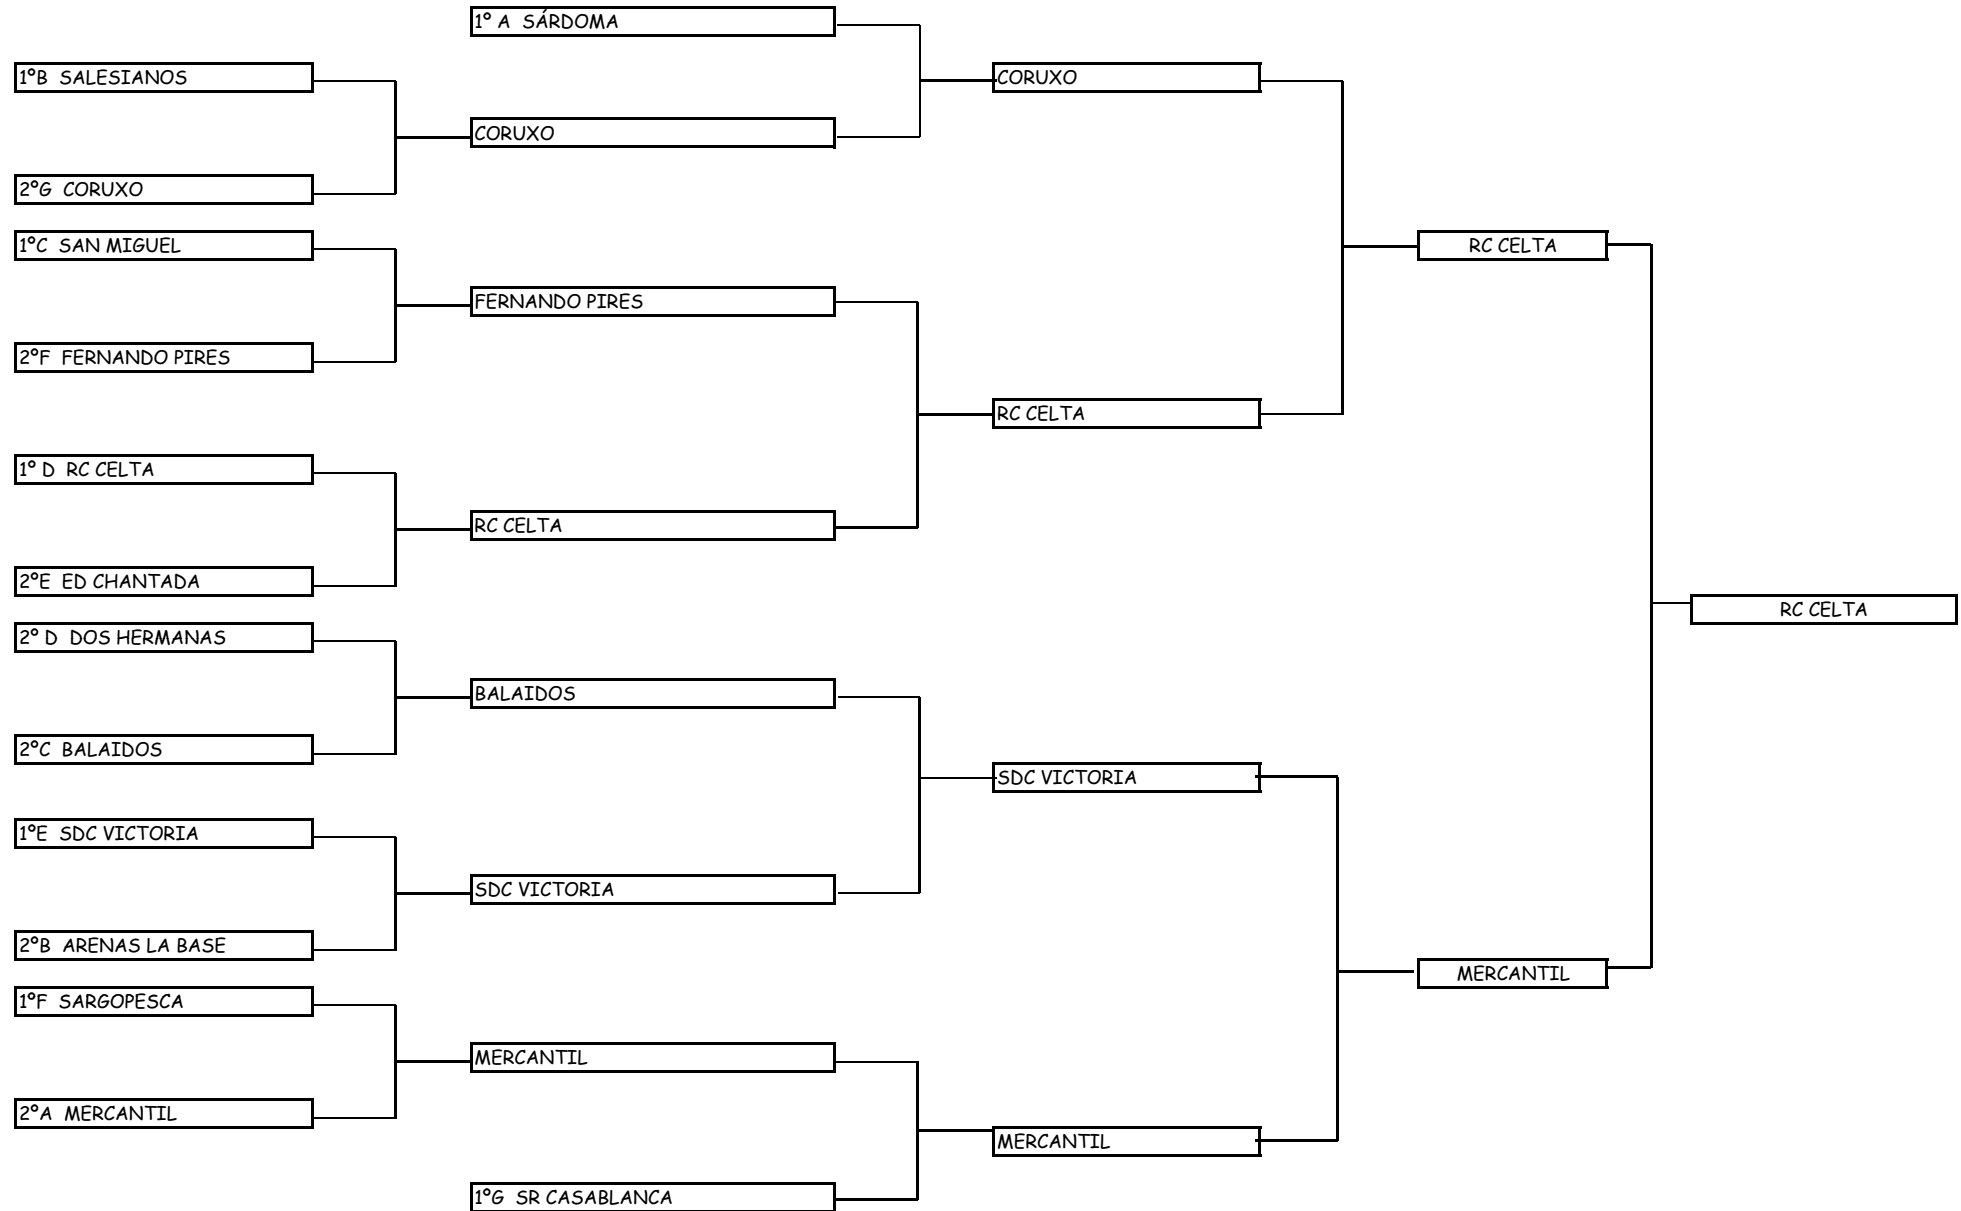 1º A  SÁRDOMA
1ºB  SALESIANOS
CORUXO
CORUXO
2ºG  CORUXO
1ºC  SAN MIGUEL
RC CELTA
FERNANDO PIRES
2ºF  FERNANDO PIRES
RC CELTA
1º D  RC CELTA
RC CELTA
2ºE  ED CHANTADA
RC CELTA
2º D  DOS HERMANAS
BALAIDOS
2ºC  BALAIDOS
SDC VICTORIA
1ºE  SDC VICTORIA
SDC VICTORIA
2ºB  ARENAS LA BASE
MERCANTIL
1ºF  SARGOPESCA
MERCANTIL
2ºA  MERCANTIL
MERCANTIL
1ºG  SR CASABLANCA